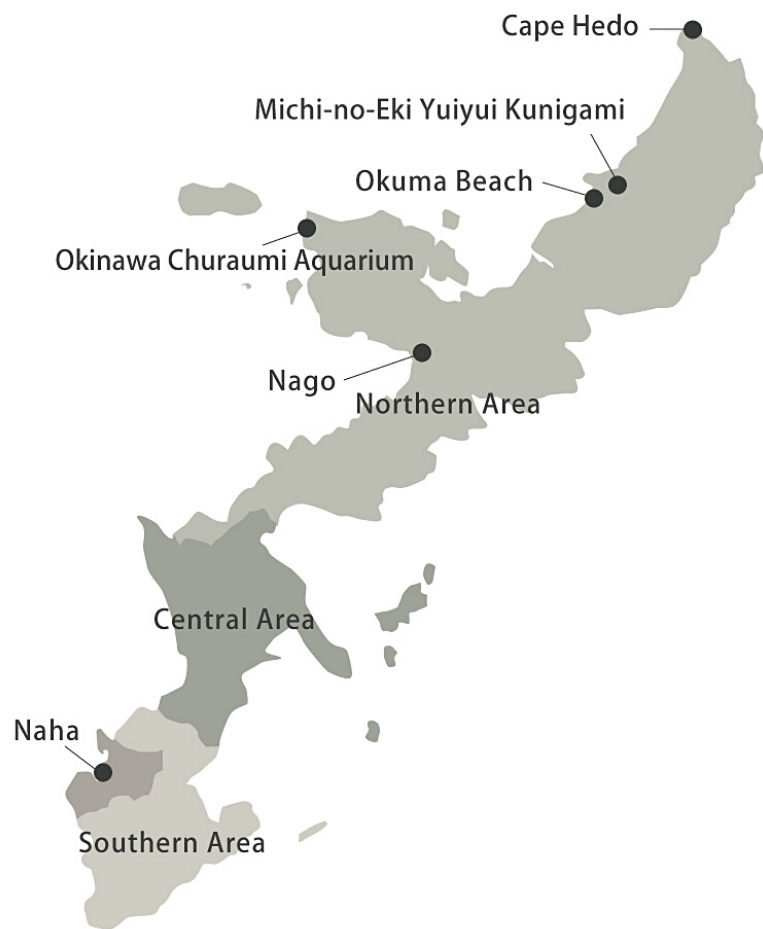 Cape Hedo
Michi-no-Eki Yuiyui Kunigami
Okuma Beach
Okinawa Churaumi Aquarium
Nago
Northern Area
Central Area
Naha
Southern Area